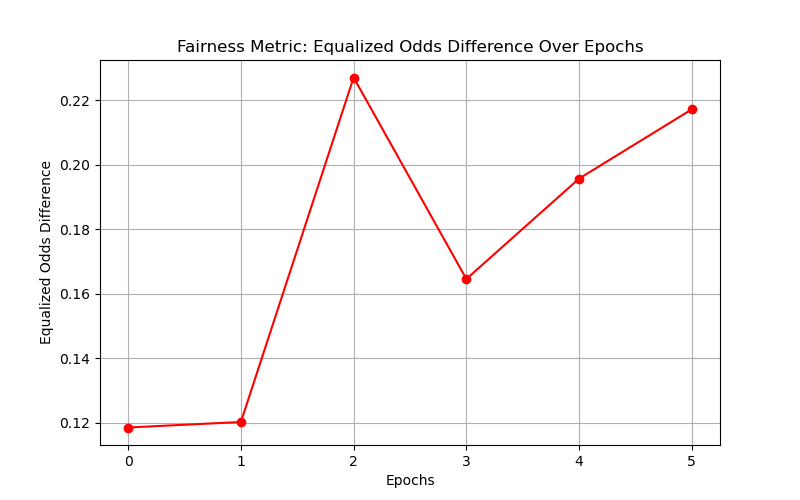 Fairness Metric: Equalized Odds Difference Over Epochs
Equalized Odds Difference
0.22
0.20
0.18
0.16
0.14
0.12
0 1 2 3 4 5
Epochs